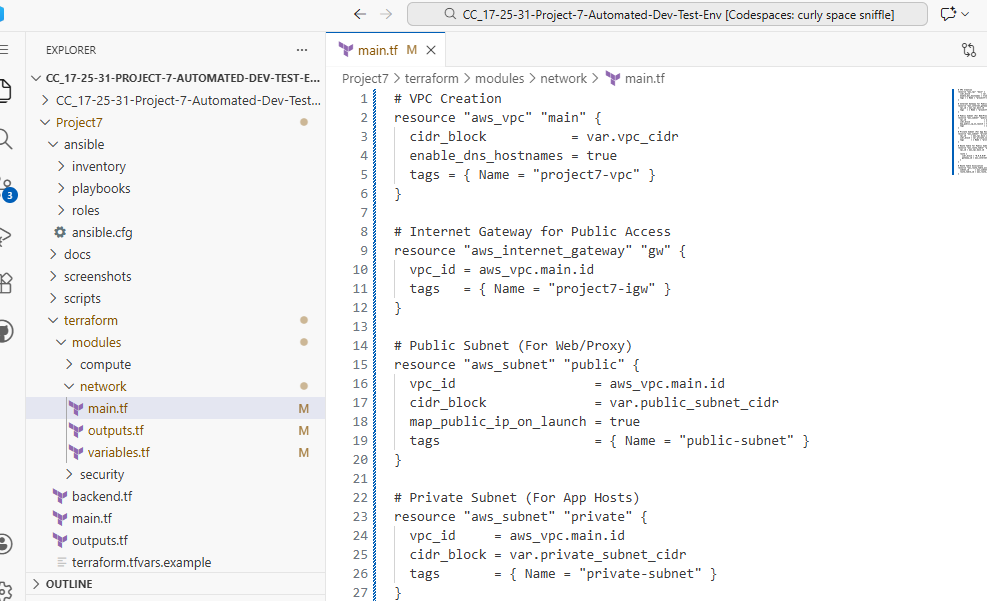 CC_17-25-31-Project-7-Automated-Dev-Test-Env [Codespaces: curly space sniffle]
EXPLORER
CC_17-25-31-PROJECT-7-AUTOMATED-DEV-TEST-E...
CC_17-25-31-Project-7-Automated-Dev-Test...
Project7
ansible
inventory
playbooks
roles
ansible.cfg
docs
screenshots
scripts
terraform
modules
compute
network
main.tf M
outputs.tf M
variables.tf M
security
backend.tf
main.tf
outputs.tf
terraform.tfvars.example
OUTLINE
3
main.tf M
Project7 > terraform > modules > network > main.tf
1 # VPC Creation
2 resource "aws_vpc" "main" {
3   cidr_block           = var.vpc_cidr
4   enable_dns_hostnames = true
5   tags = { Name = "project7-vpc" }
6 }
7
8 # Internet Gateway for Public Access
9 resource "aws_internet_gateway" "gw" {
10   vpc_id = aws_vpc.main.id
11   tags   = { Name = "project7-igw" }
12 }
13
14 # Public Subnet (For Web/Proxy)
15 resource "aws_subnet" "public" {
16   vpc_id                  = aws_vpc.main.id
17   cidr_block              = var.public_subnet_cidr
18   map_public_ip_on_launch = true
19   tags                    = { Name = "public-subnet" }
20 }
21
22 # Private Subnet (For App Hosts)
23 resource "aws_subnet" "private" {
24   vpc_id     = aws_vpc.main.id
25   cidr_block = var.private_subnet_cidr
26   tags       = { Name = "private-subnet" }
27 }